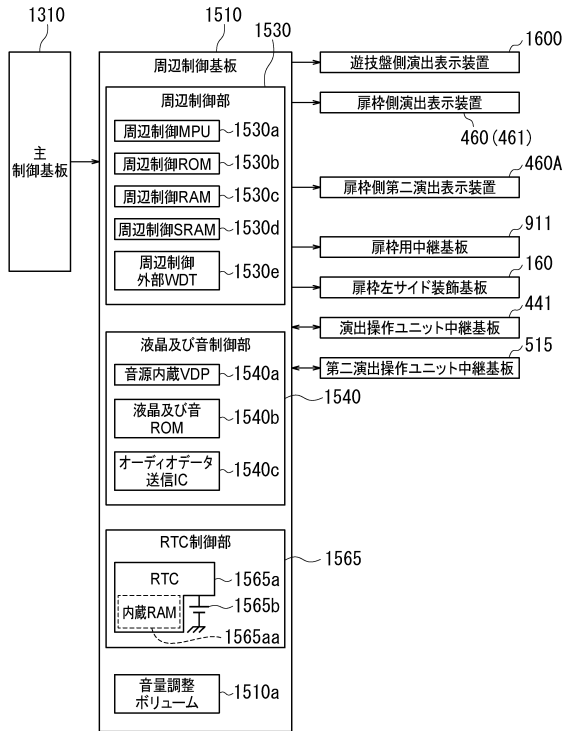 1310
1510
1530
1600
主
制御基板
周辺制御基板
周辺制御部
周辺制御MPU
1530a
周辺制御ROM
1530b
周辺制御RAM
1530c
周辺制御SRAM
1530d
周辺制御
外部WDT
1530e
液晶及び音制御部
音源内蔵VDP
1540a
1540
液晶及び音
ROM
1540b
オーディオデータ
送信IC
1540c
RTC制御部
1565
RTC
1565a
内蔵RAM
1565b
1565aa
音量調整
ボリューム
1510a
遊技盤側演出表示装置
扉枠側演出表示装置
460(461)
460A
扉枠側第二演出表示装置
911
扉枠用中継基板
160
扉枠左サイド装飾基板
441
演出操作ユニット中継基板
515
第二演出操作ユニット中継基板